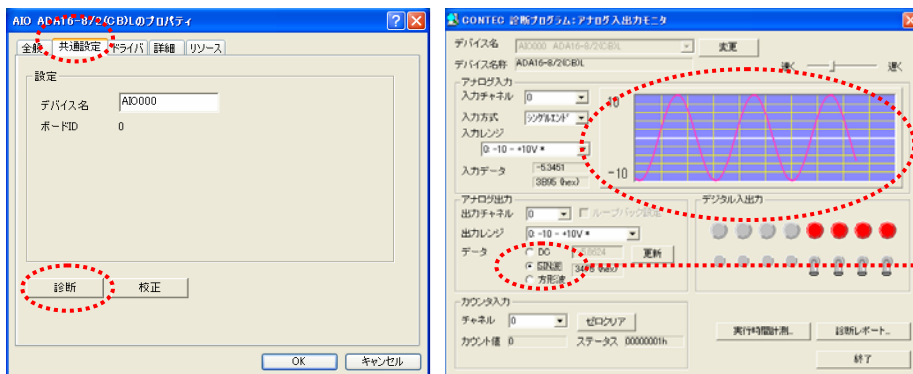 AIO ADA16-8/2(CB)Lのプロパティ
全般 共通設定 ドライバ 詳細 リソース
設定
デバイス名 AIO000
ボードID 0
診断 校正
OK キャンセル
CONTEC 診断プログラム:アナログ入出力モニタ
デバイス名 AIO000 ADA16-8/2(CB)L 変更
デバイス名称 ADA16-8/2(CB)L 速く 遅く
アナログ入力
入力チャネル 0
10
入力方式 シングルエンド
入力レンジ
0: -10 - +10V *
入力データ -5.3451
-10
3B95 (hex)
アナログ出力
デジタル入出力
出力チャネル 0 ループバック設定
出力レンジ 0: -10 - +10V *
データ DC 更新
SIN波
方形波
カウンタ入力
チャネル 0 ゼロクリア
カウント値 0 ステータス 00000001h
実行時間計測... 診断レポート...
終了